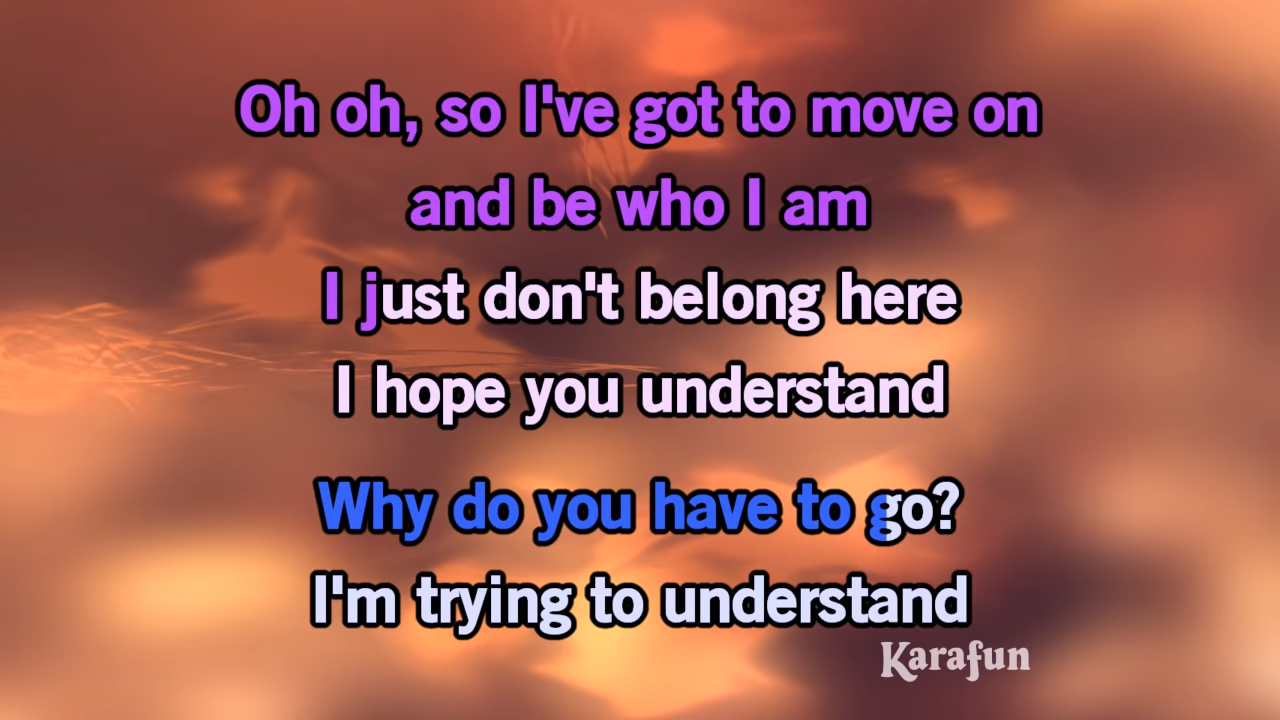 Oh oh, so I've got to move on
and be who I am
I just don't belong here
I hope you understand
Why do you have to go?
I'm trying to understand
Karafun